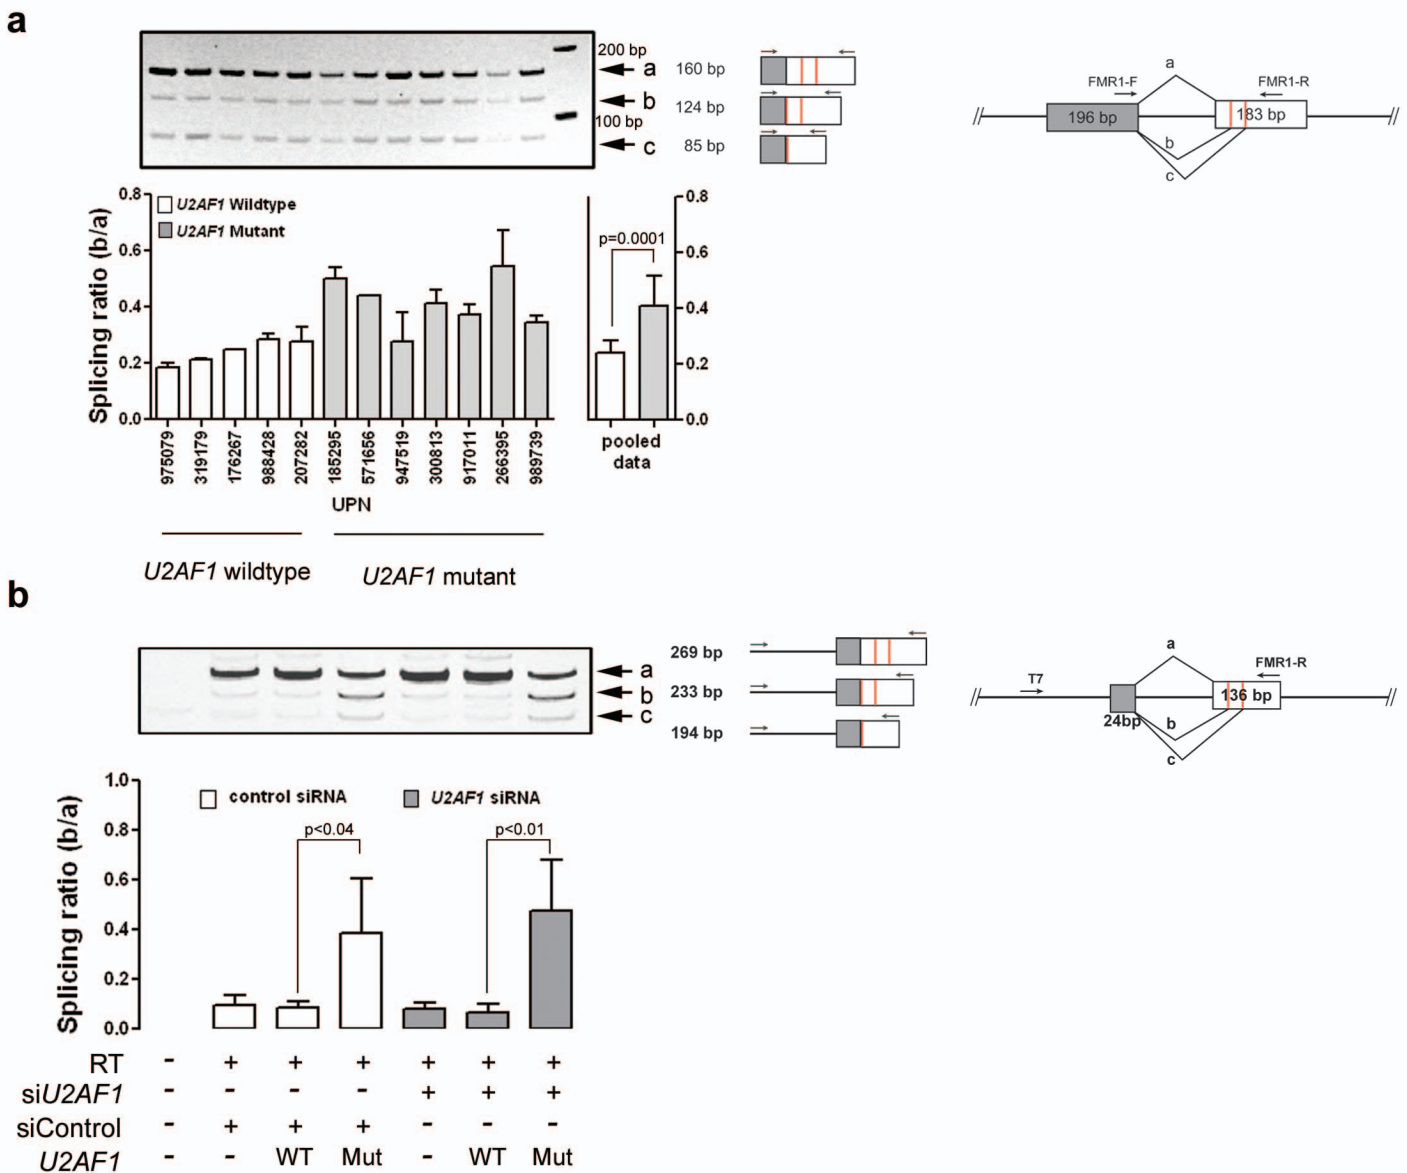 a
200 bp
a
b
100 bp
c
160 bp
124 bp
85 bp
a
FMR1-F
FMR1-R
196 bp
183 bp
b
c
Splicing ratio (b/a)
0.8
0.6
0.4
0.2
0.0
U2AF1 Wildtype
U2AF1 Mutant
975079
319179
176267
988428
207282
185295
571656
947519
300813
917011
266395
989739
UPN
p=0.0001
0.8
0.6
0.4
0.2
0.0
pooled
data
U2AF1 wildtype
U2AF1 mutant
b
a
b
c
269 bp
233 bp
194 bp
a
FMR1-R
T7
136 bp
24bp
b
c
Splicing ratio (b/a)
1.0
0.8
0.6
0.4
0.2
0.0
control siRNA
U2AF1 siRNA
p<0.04
p<0.01
RT - + + + + + +
siU2AF1 - - - - + + +
siControl - + + + - - -
U2AF1 - - WT Mut - WT Mut